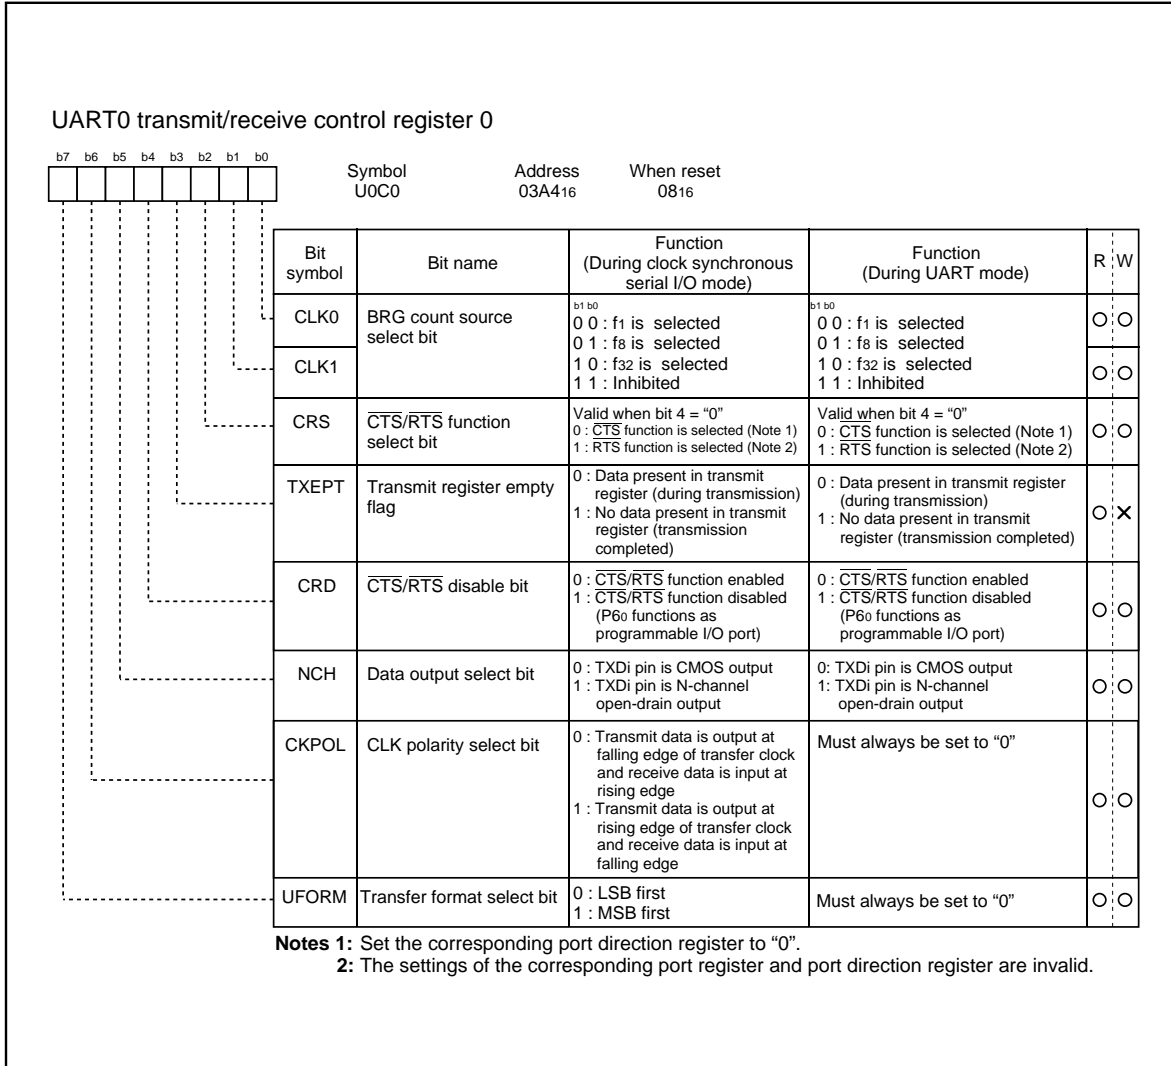 UART0 transmit/receive control register 0
b7 b6 b5 b4 b3 b2 b1 b0
Symbol Address When reset
U0C0 03A416 0816
Bit symbol
Bit name
Function
(During clock synchronous
serial I/O mode)
Function
(During UART mode)
R W
CLK0
BRG count source
select bit
b1 b0
0 0 : f1 is selected
0 1 : f8 is selected
1 0 : f32 is selected
1 1 : Inhibited
b1 b0
0 0 : f1 is selected
0 1 : f8 is selected
1 0 : f32 is selected
1 1 : Inhibited
CLK1
CRS
CTS/RTS function
select bit
Valid when bit 4 = “0”
0 : CTS function is selected (Note 1)
1 : RTS function is selected (Note 2)
Valid when bit 4 = “0”
0 : CTS function is selected (Note 1)
1 : RTS function is selected (Note 2)
TXEPT
Transmit register empty
flag
0 : Data present in transmit
register (during transmission)
1 : No data present in transmit
register (transmission
completed)
0 : Data present in transmit register
(during transmission)
1 : No data present in transmit
register (transmission completed)
CRD
CTS/RTS disable bit
0 : CTS/RTS function enabled
1 : CTS/RTS function disabled
(P60 functions as
programmable I/O port)
0 : CTS/RTS function enabled
1 : CTS/RTS function disabled
(P60 functions as
programmable I/O port)
NCH
Data output select bit
0 : TXDi pin is CMOS output
1 : TXDi pin is N-channel
open-drain output
0: TXDi pin is CMOS output
1: TXDi pin is N-channel
open-drain output
CKPOL
CLK polarity select bit
0 : Transmit data is output at
falling edge of transfer clock
and receive data is input at
rising edge
1 : Transmit data is output at
rising edge of transfer clock
and receive data is input at
falling edge
Must always be set to “0”
UFORM
Transfer format select bit
0 : LSB first
1 : MSB first
Must always be set to “0”
Notes 1: Set the corresponding port direction register to “0”.
2: The settings of the corresponding port register and port direction register are invalid.